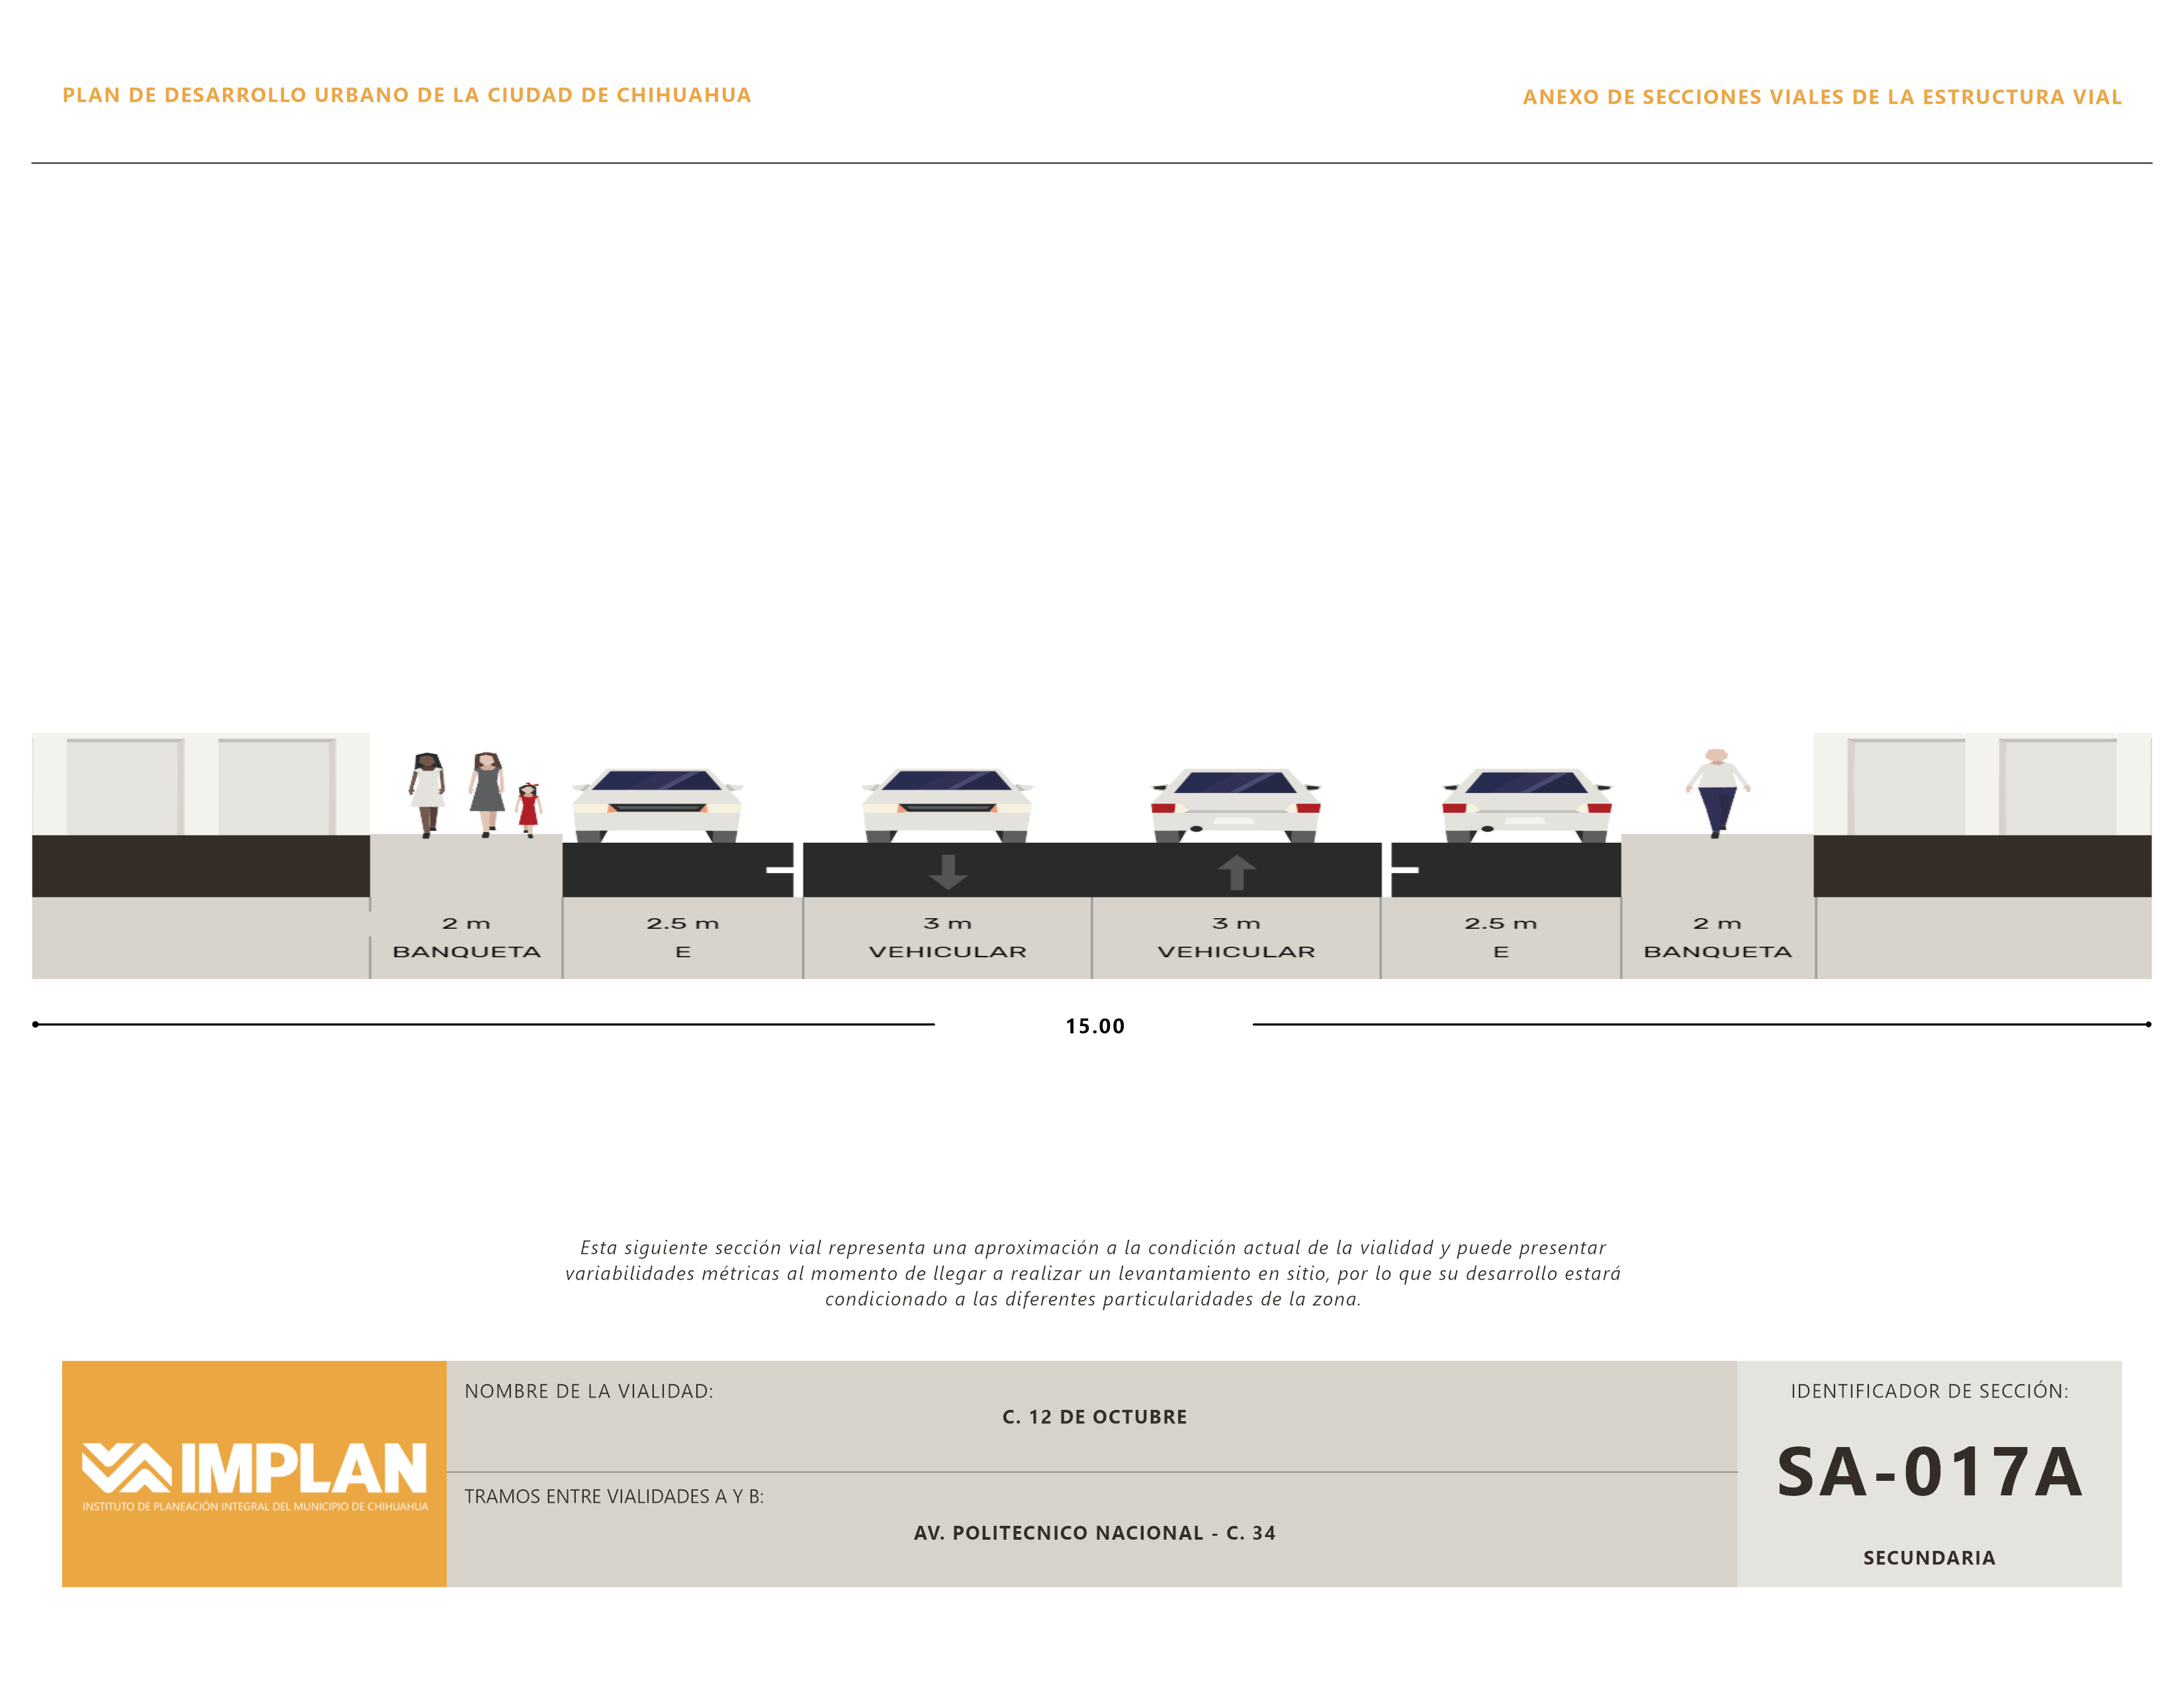 PLAN DE DESARROLLO URBANO DE LA CIUDAD DE CHIHUAHUA
ANEXO DE SECCIONES VIALES DE LA ESTRUCTURA VIAL
2 m
BANQUETA
2.5 m
E
3 m
VEHICULAR
3 m
VEHICULAR
2.5 m
E
2 m
BANQUETA
15.00
Esta siguiente sección vial representa una aproximación a la condición actual de la vialidad y puede presentar
variabilidades métricas al momento de llegar a realizar un levantamiento en sitio, por lo que su desarrollo estará
condicionado a las diferentes particularidades de la zona.
IMPLAN
INSTITUTO DE PLANEACIÓN INTEGRAL DEL MUNICIPIO DE CHIHUAHUA
NOMBRE DE LA VIALIDAD:
C. 12 DE OCTUBRE
TRAMOS ENTRE VIALIDADES A Y B:
AV. POLITECNICO NACIONAL - C. 34
IDENTIFICADOR DE SECCIÓN:
SA-017A
SECUNDARIA